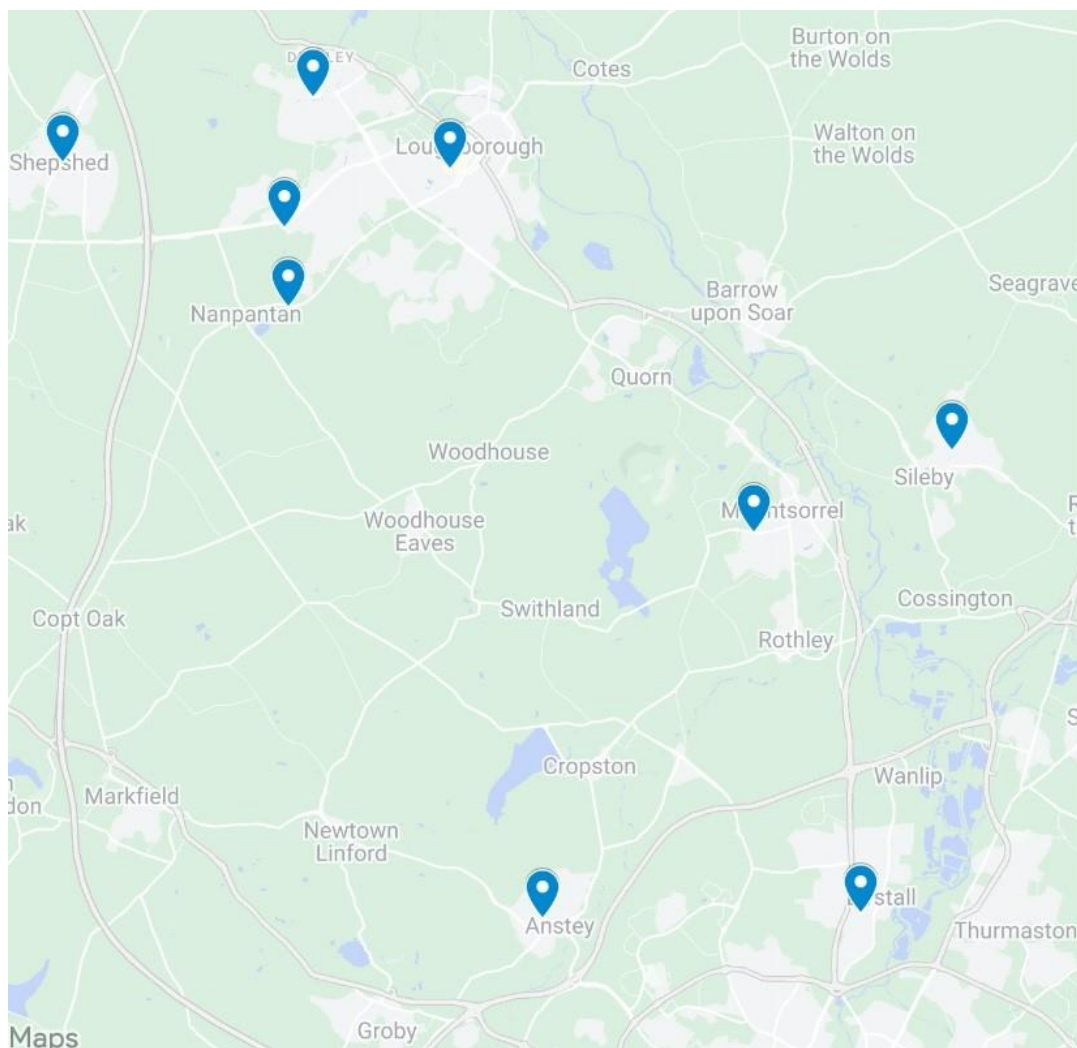 Burton on
the Wolds
Cotes
Loughborough
Walton on
the Wolds
Shepshed
Seagrave
Barrow
upon Soar
Nanpantan
Quorn
Woodhouse
Sileby
Woodhouse
Eaves
Swithland
Cossington
Copt Oak
Rothley
Cropston
Wanlip
Markfield
Newtown
Linford
Anstey
Thurmaston
Groby
Maps